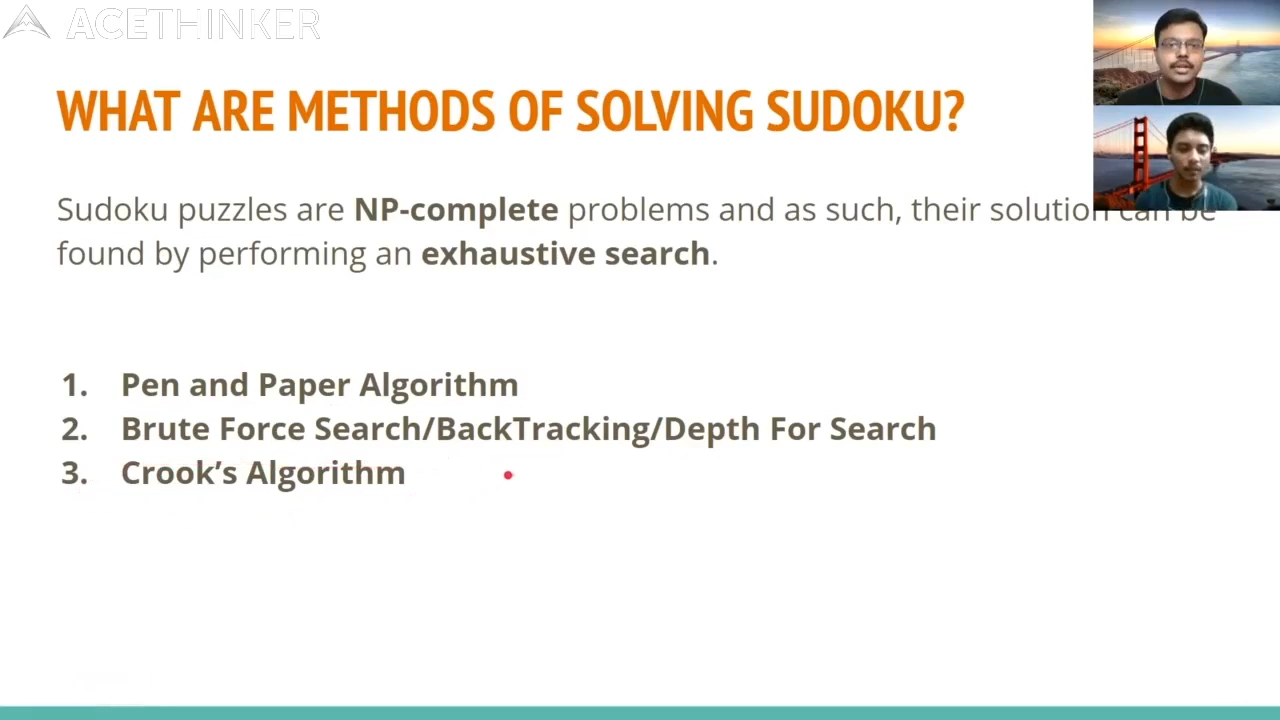 ACETHINKER
WHAT ARE METHODS OF SOLVING SUDOKU?
Sudoku puzzles are NP-complete problems and as such, their solution can be
found by performing an exhaustive search.
1. Pen and Paper Algorithm
2. Brute Force Search/BackTracking/Depth For Search
3. Crook’s Algorithm